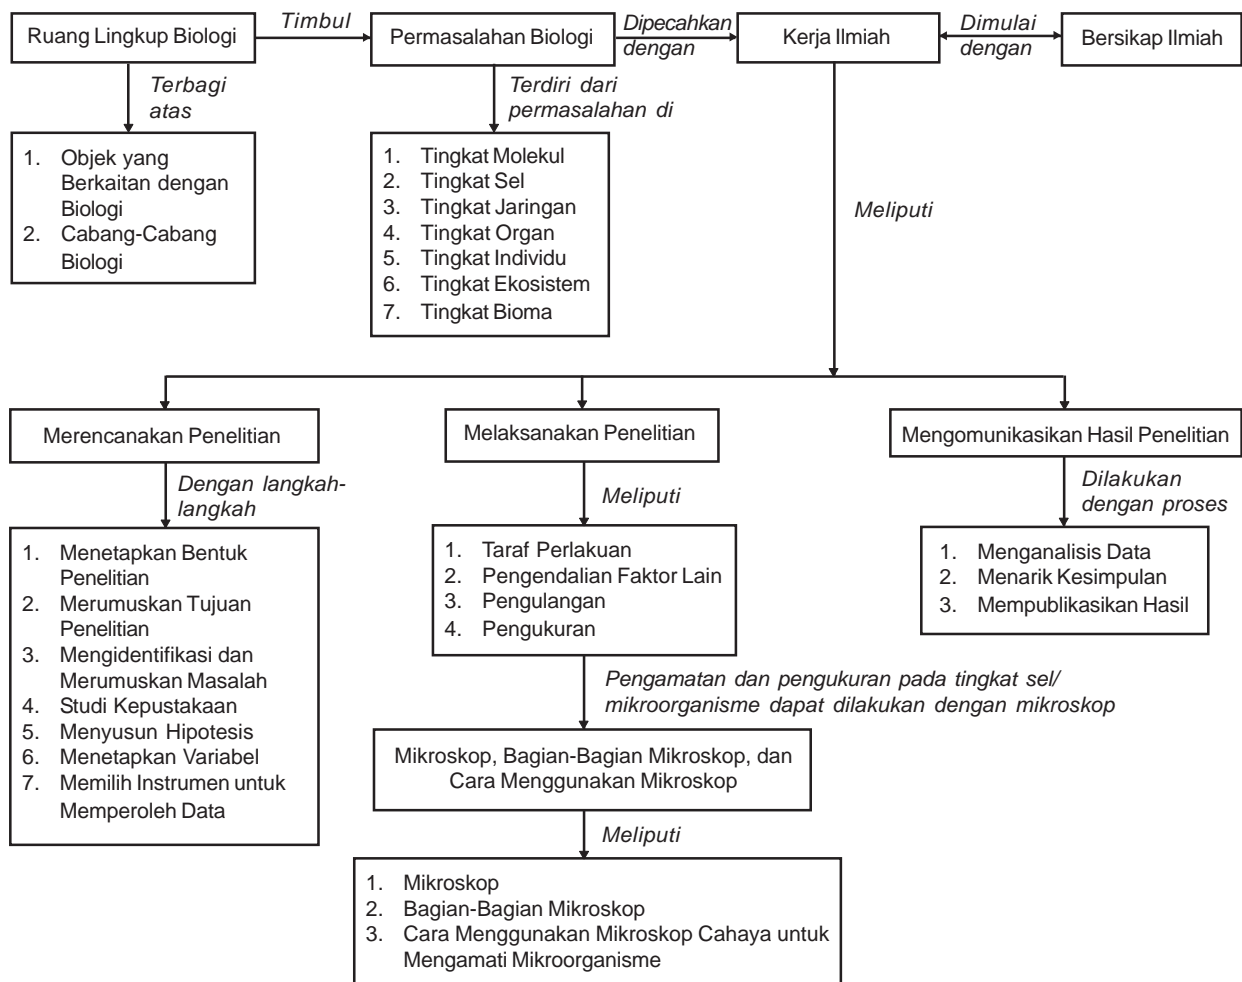 Ruang Lingkup Biologi
Timbul
Permasalahan Biologi
Dipecahkan
dengan
Kerja Ilmiah
Dimulai
dengan
Bersikap Ilmiah
Terbagi
atas
Terdiri dari
permasalahan di
1. Objek yang
Berkaitan dengan
Biologi
2. Cabang-Cabang
Biologi
1. Tingkat Molekul
2. Tingkat Sel
3. Tingkat Jaringan
4. Tingkat Organ
5. Tingkat Individu
6. Tingkat Ekosistem
7. Tingkat Bioma
Meliputi
Merencanakan Penelitian
Melaksanakan Penelitian
Mengomunikasikan Hasil Penelitian
Dengan langkah-
langkah
Meliputi
Dilakukan
dengan proses
1. Menetapkan Bentuk
Penelitian
2. Merumuskan Tujuan
Penelitian
3. Mengidentifikasi dan
Merumuskan Masalah
4. Studi Kepustakaan
5. Menyusun Hipotesis
6. Menetapkan Variabel
7. Memilih Instrumen untuk
Memperoleh Data
1. Taraf Perlakuan
2. Pengendalian Faktor Lain
3. Pengulangan
4. Pengukuran
1. Menganalisis Data
2. Menarik Kesimpulan
3. Mempublikasikan Hasil
Pengamatan dan pengukuran pada tingkat sel/
mikroorganisme dapat dilakukan dengan mikroskop
Mikroskop, Bagian-Bagian Mikroskop, dan
Cara Menggunakan Mikroskop
Meliputi
1. Mikroskop
2. Bagian-Bagian Mikroskop
3. Cara Menggunakan Mikroskop Cahaya untuk
Mengamati Mikroorganisme